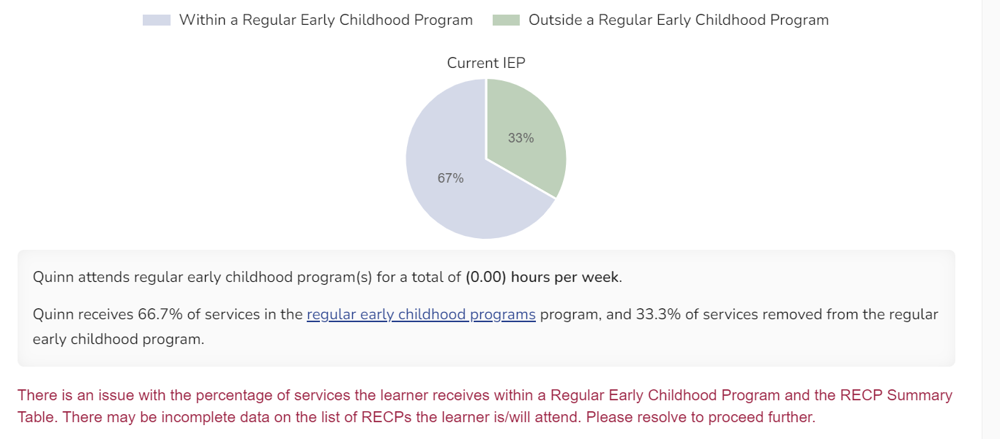 Within a Regular Early Childhood Program Outside a Regular Early Childhood Program
Current IEP
33%
67%
Quinn attends regular early childhood program(s) for a total of (0.00) hours per week.
Quinn receives 66.7% of services in the regular early childhood programs program, and 33.3% of services removed from the regular
early childhood program.
There is an issue with the percentage of services the learner receives within a Regular Early Childhood Program and the RECP Summary
Table. There may be incomplete data on the list of RECPs the learner is/will attend. Please resolve to proceed further.